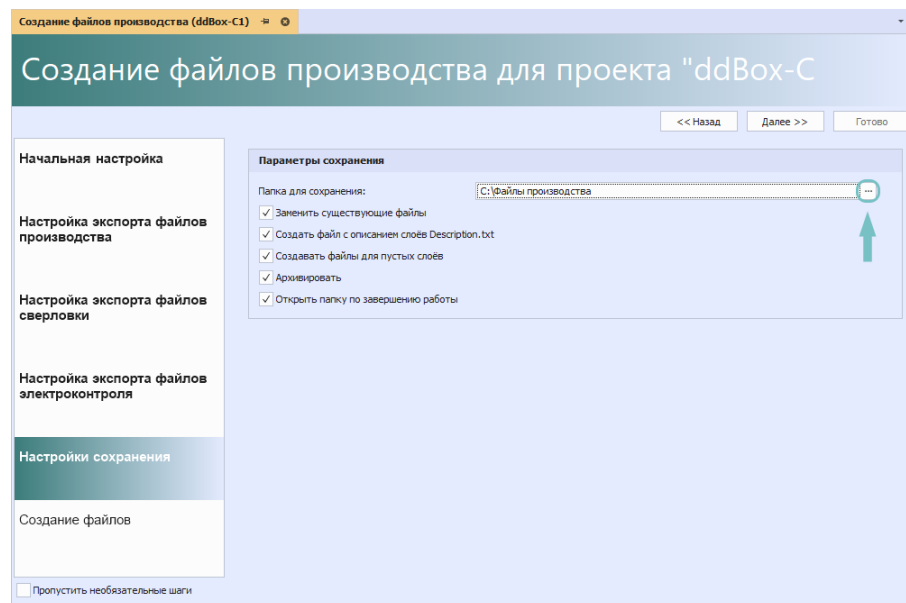 Создание файлов производства (ddBox-C1)
Создание файлов производства для проекта "ddBox-C
<< Назад
Далее >>
Готово
Начальная настройка
Настройка экспорта файлов
производства
Настройка экспорта файлов
сверловки
Настройка экспорта файлов
электроконтроля
Настройки сохранения
Создание файлов
Пропустить необязательные шаги
Параметры сохранения
Папка для сохранения:
C:\Файлы производства
...
Заменить существующие файлы
Создать файл с описанием слоёв Description.txt
Создавать файлы для пустых слоёв
Архивировать
Открыть папку по завершению работы